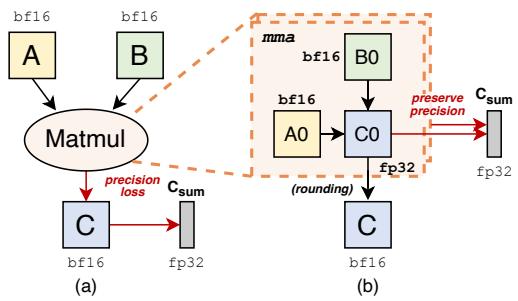 bf16
bf16
A
B
Matmul
precision
loss
C
C_sum
bf16
fp32
(a)
mma
bf16
B0
bf16
A0
C0
fp32
preserve
precision
C_sum
fp32
(rounding)
C
bf16
(b)